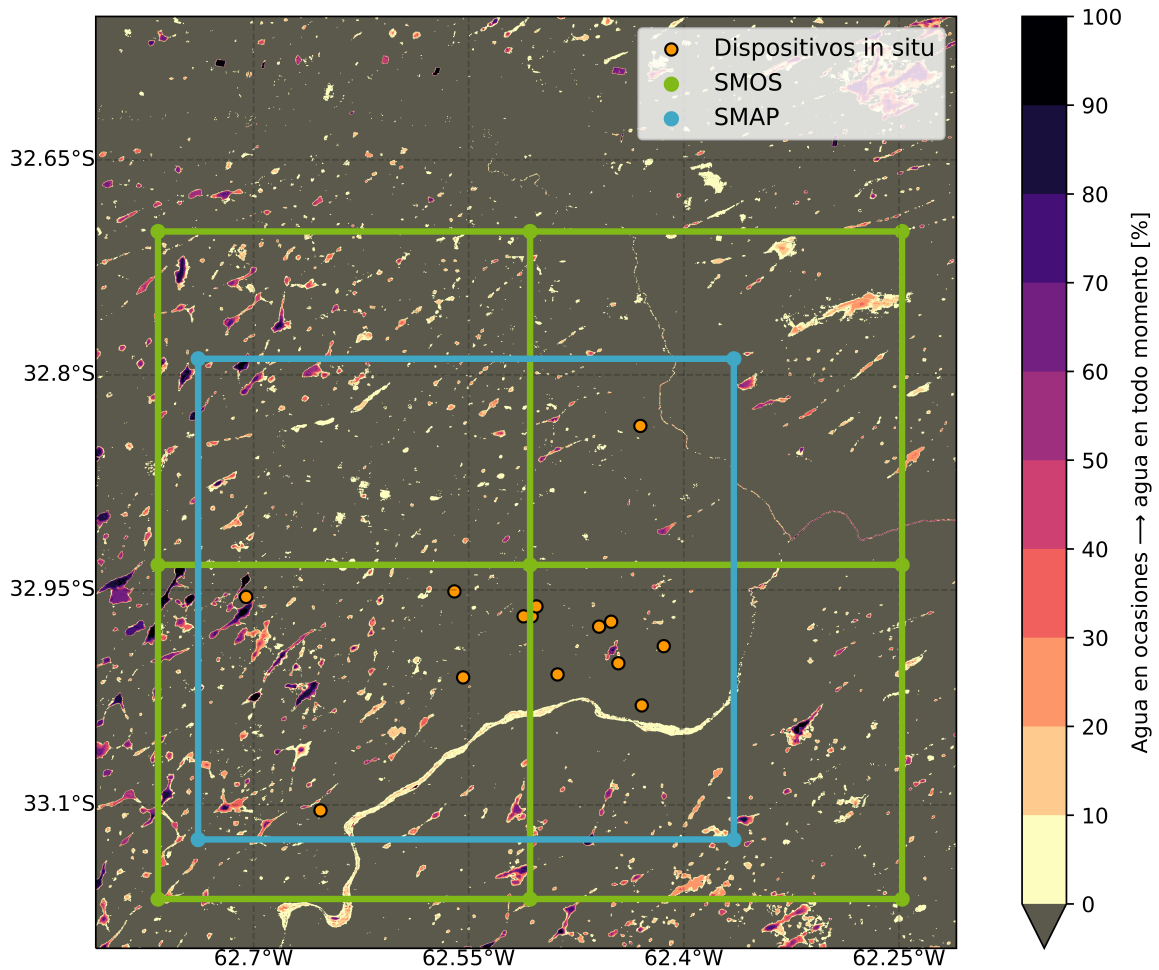 Dispositivos in situ
SMOS
SMAP
32.65°S
32.8°S
32.95°S
33.1°S
62.7°W
62.55°W
62.4°W
62.25°W
100
90
80
70
60
50
40
30
20
10
0
Agua en ocasiones ⟶ agua en todo momento [%]